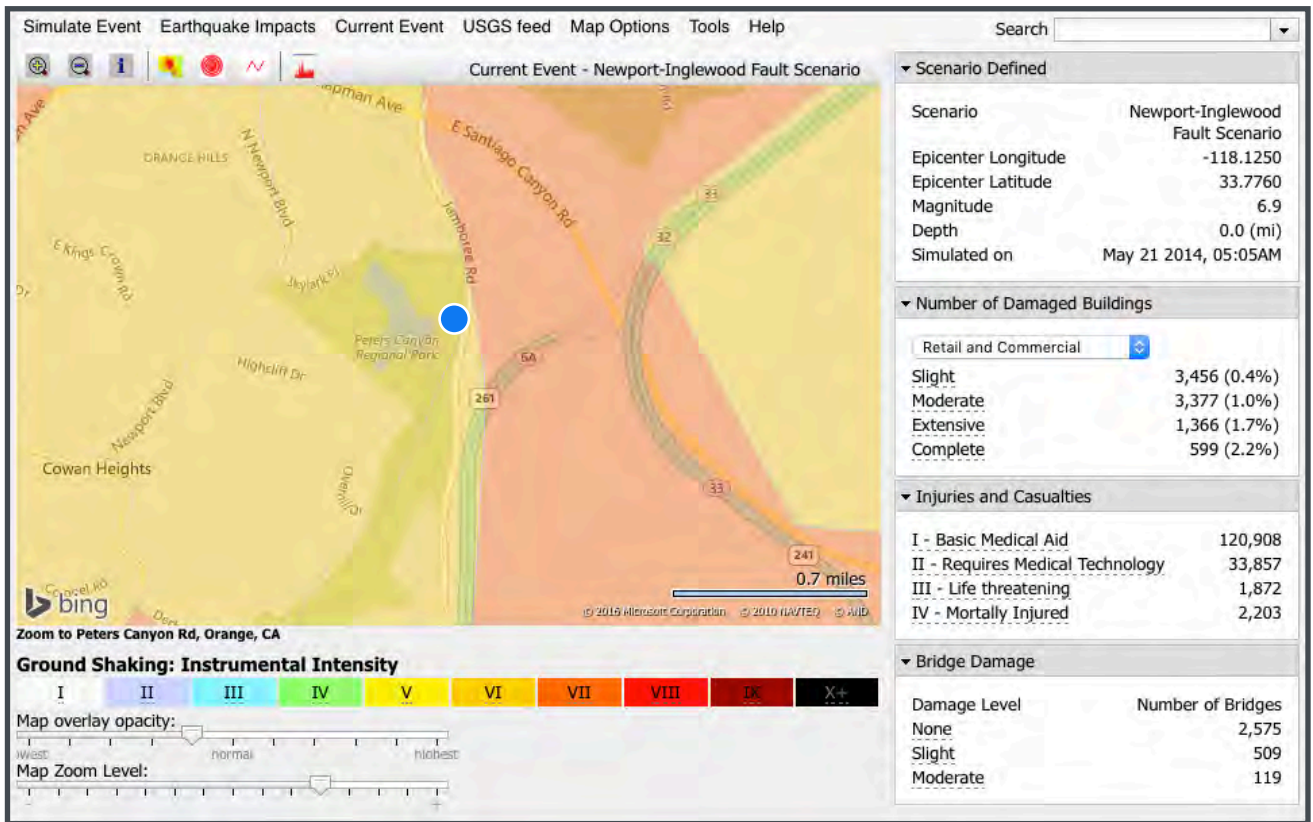 Simulate Event Earthquake Impacts Current Event USGS feed Map Options Tools Help
Search
Current Event - Newport-Inglewood Fault Scenario
ORANGE HILLS
N Newport Blvd
E Santiago Canyon Rd
Jamboree Rd
33
32
E Kings Crown Rd
Skylark Pl
Peters Canyon
Regional Park
6A
Highcliff Dr
261
Newport Blvd
Cowan Heights
33
241
0.7 miles
bing
© 2016 Microsoft Corporation © 2010 NAVTEQ © AND
Zoom to Peters Canyon Rd, Orange, CA
Ground Shaking: Instrumental Intensity
I II III IV V VI VII VIII IX X+
Map overlay opacity:
normal
Map Zoom Level:
- +
Scenario Defined
Scenario Newport-Inglewood
Fault Scenario
Epicenter Longitude -118.1250
Epicenter Latitude 33.7760
Magnitude 6.9
Depth 0.0 (mi)
Simulated on May 21 2014, 05:05AM
Number of Damaged Buildings
Retail and Commercial
Slight 3,456 (0.4%)
Moderate 3,377 (1.0%)
Extensive 1,366 (1.7%)
Complete 599 (2.2%)
Injuries and Casualties
I - Basic Medical Aid 120,908
II - Requires Medical Technology 33,857
III - Life threatening 1,872
IV - Mortally Injured 2,203
Bridge Damage
Damage Level Number of Bridges
None 2,575
Slight 509
Moderate 119